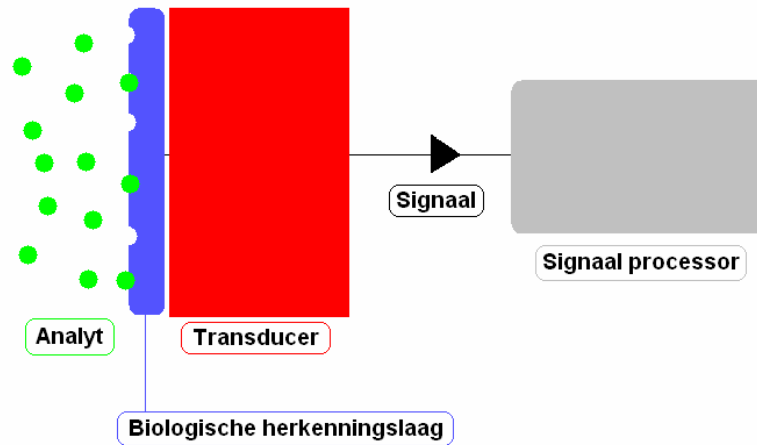 Signaal
Signaal processor
Analyt
Transducer
Biologische herkenningslaag